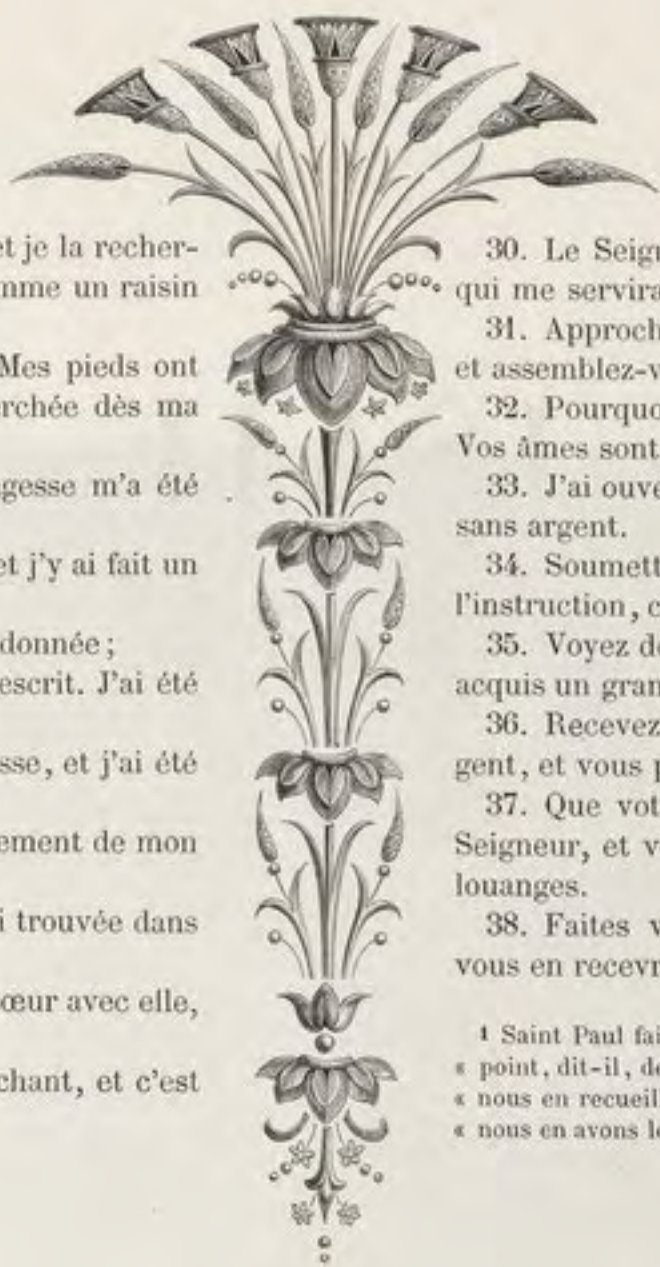 et je la recher-
mme un raisin
Mes pieds ont
erchée dès ma
gesse m'a été
et j'y ai fait un
donnée ;
escrit. J'ai été
sse, et j'ai été
ement de mon
i trouvée dans
œur avec elle,
chant, et c'est
30. Le Seign
qui me servira
31. Approch
et assemblez-v
32. Pourquo
Vos âmes sont
33. J'ai ouve
sans argent.
34. Soumett
l'instruction, c
35. Voyez de
acquis un gran
36. Recevez
gent, et vous p
37. Que vot
Seigneur, et v
louanges.
38. Faites v
vous en recevr
1 Saint Paul fai
« point, dit-il, de
« nous en recueil
« nous en avons le